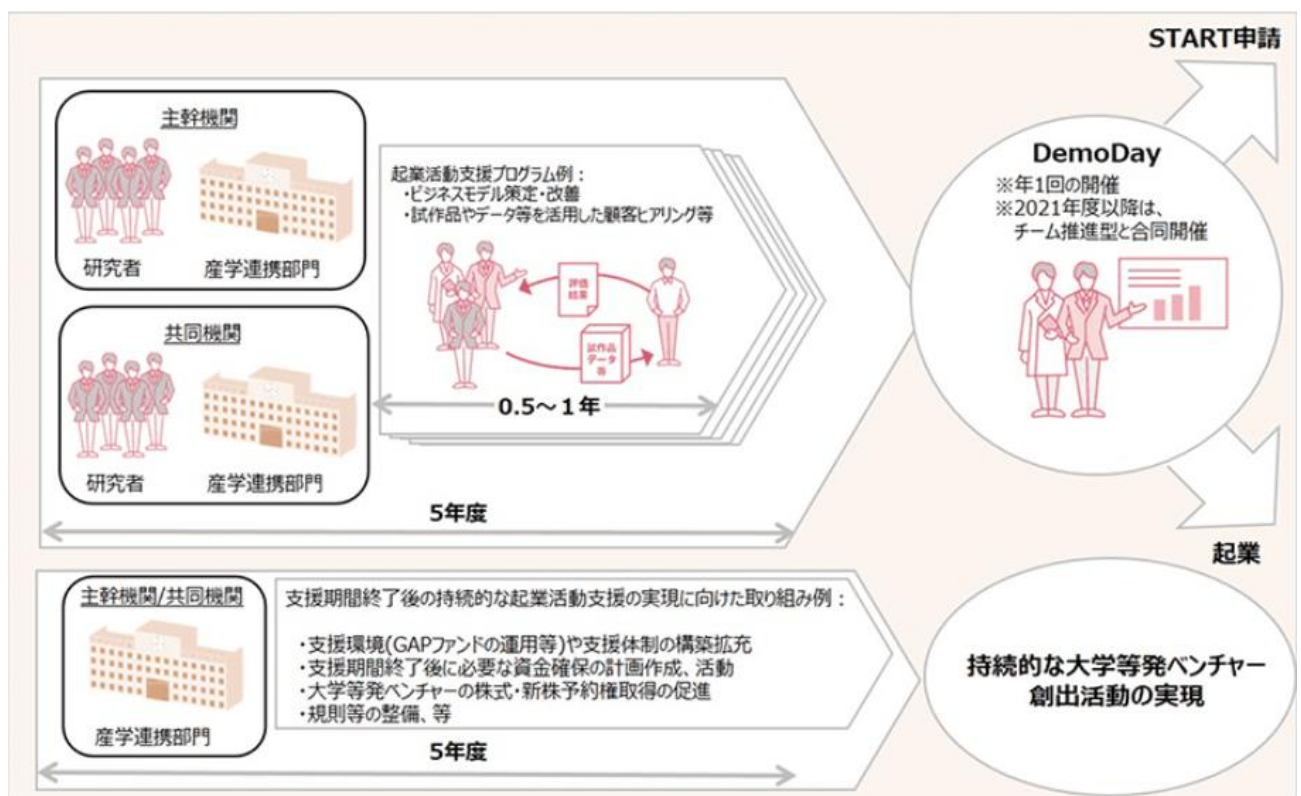 START申請
主幹機関
研究者
産学連携部門
共同機関
研究者
産学連携部門
起業活動支援プログラム例：
・ビジネスモデル策定・改善
・試作品やデータ等を活用した顧客ヒアリング等
評価
結果
試作品
データ
等
0.5～１年
5年度
DemoDay
※年1回の開催
※2021年度以降は、
チーム推進型と合同開催
起業
主幹機関/共同機関
産学連携部門
支援期間終了後の持続的な起業活動支援の実現に向けた取り組み例：
・支援環境(GAPファンドの運用等)や支援体制の構築拡充
・支援期間終了後に必要な資金確保の計画作成、活動
・大学等発ベンチャーの株式・新株予約権取得の促進
・規則等の整備、等
5年度
持続的な大学等発ベンチャー
創出活動の実現